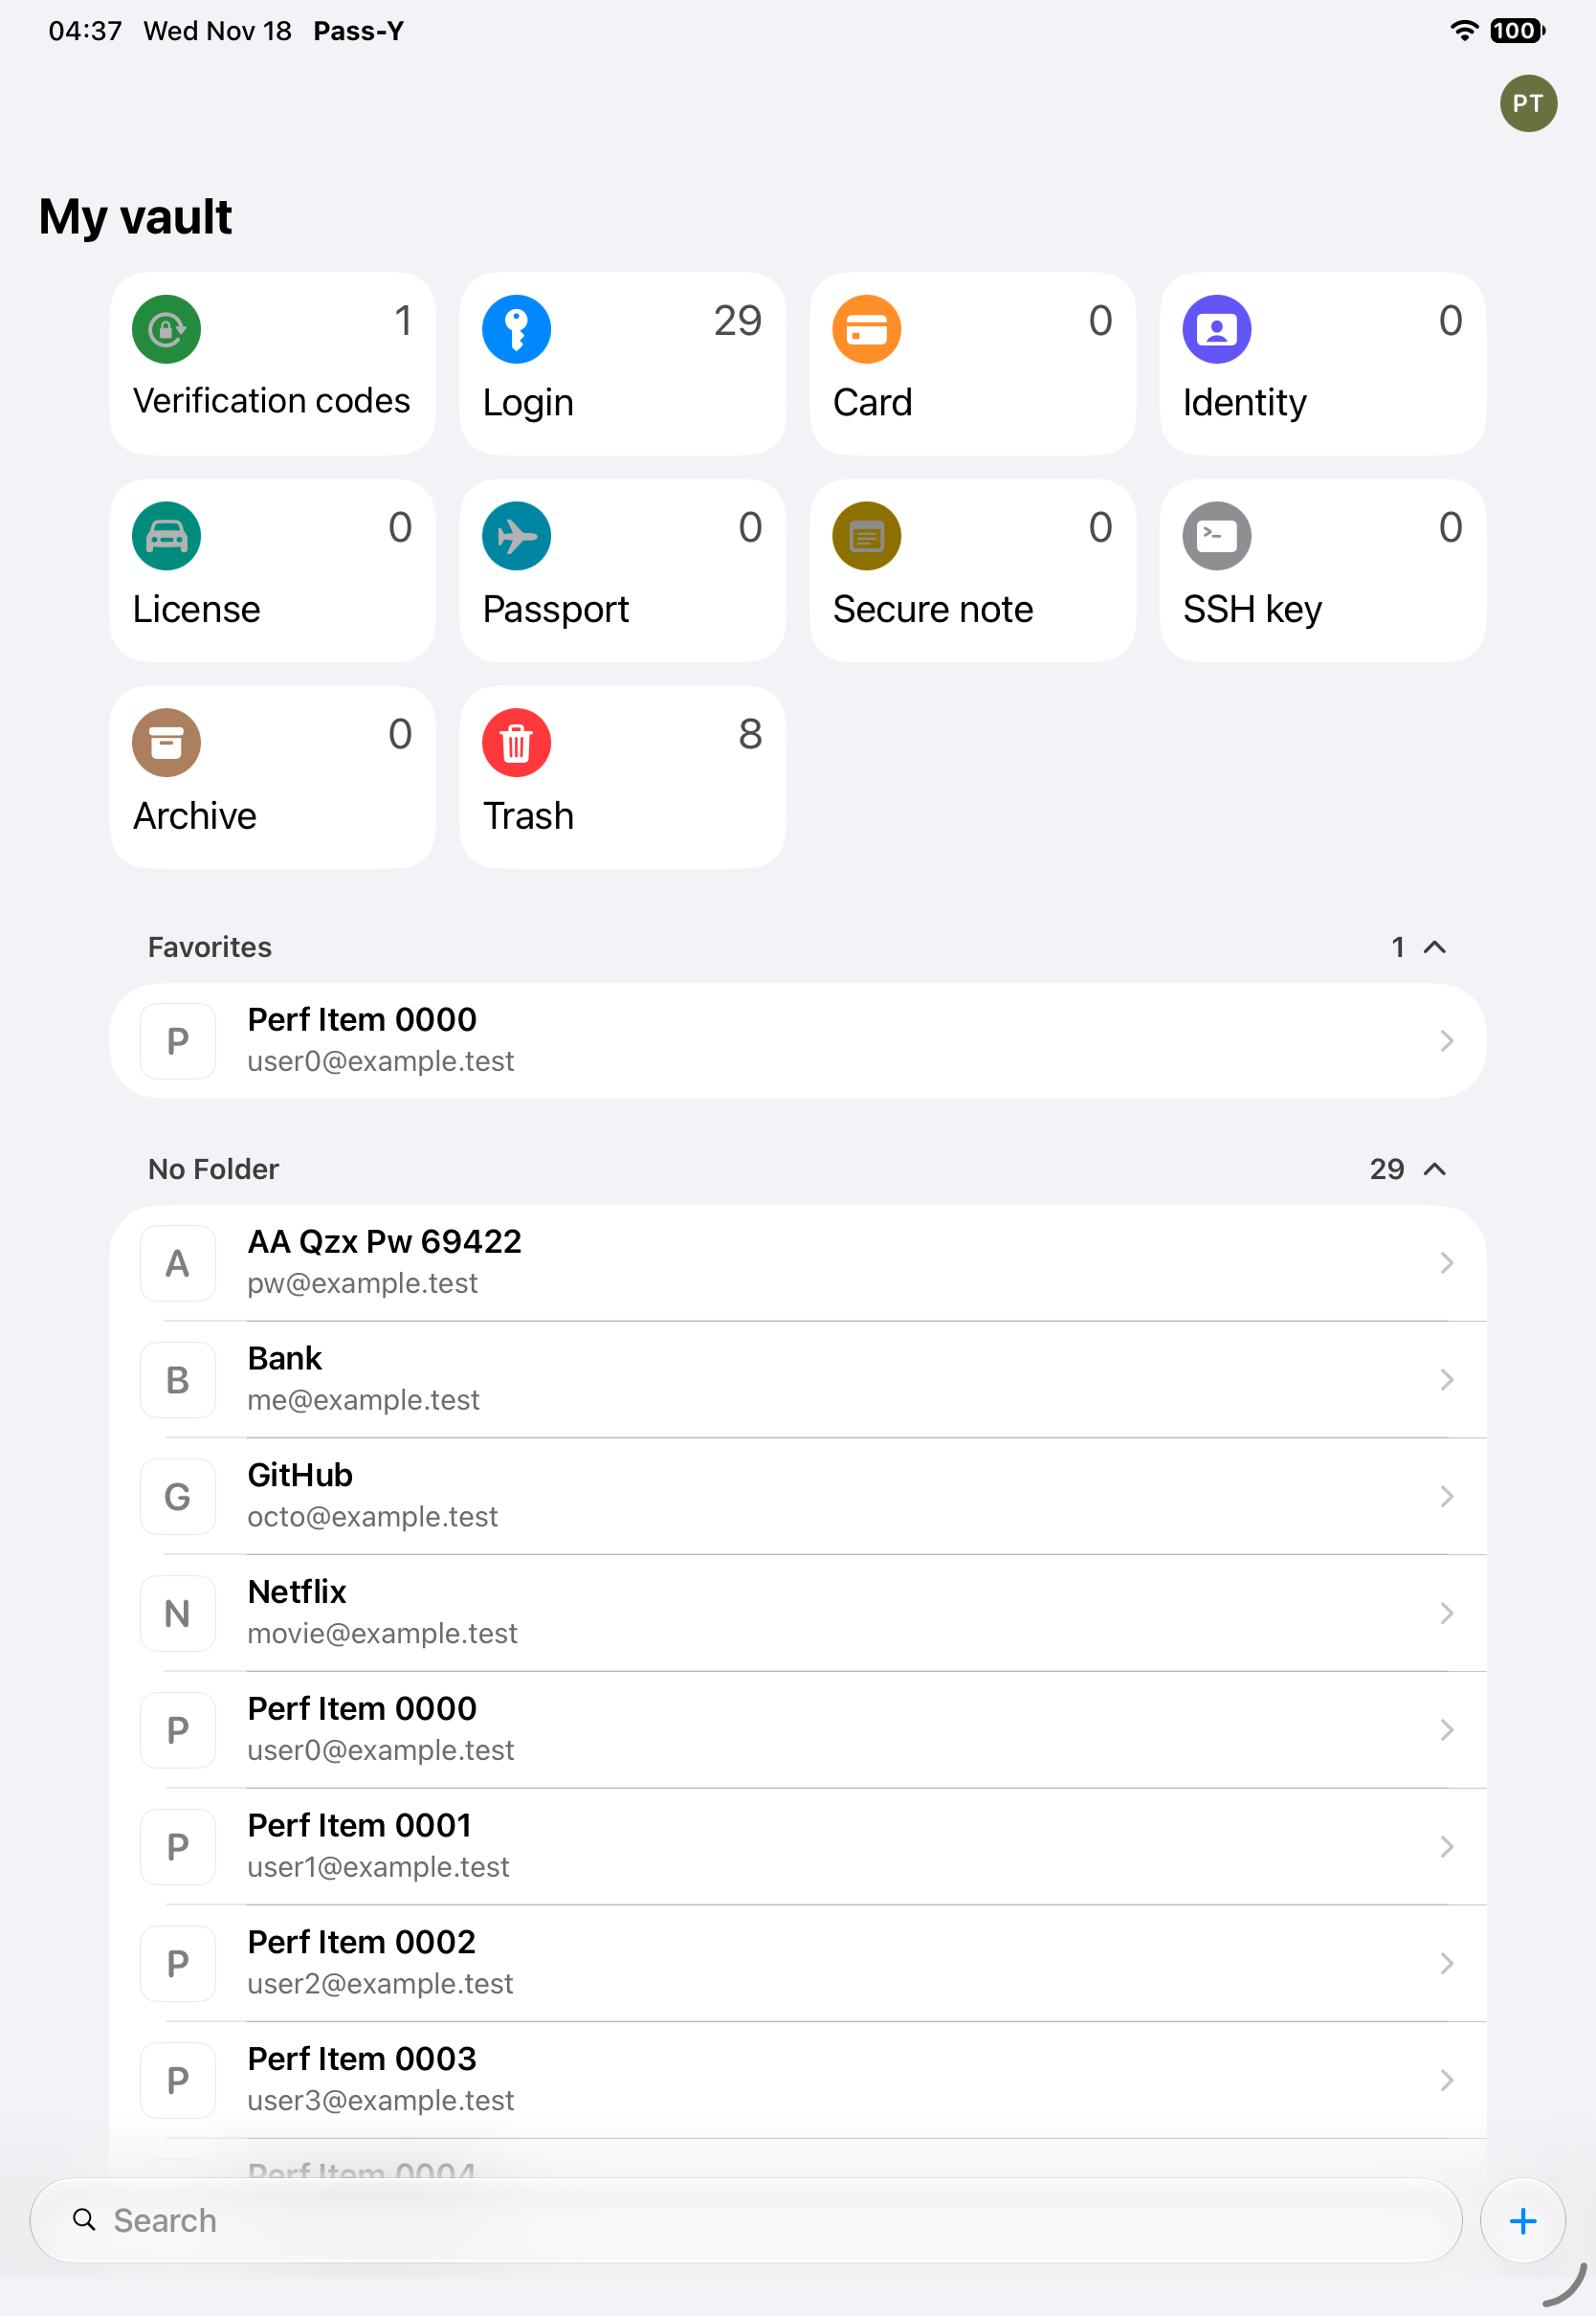 04:37 Wed Nov 18 Pass-Y
100
PT
My vault
1
Verification codes
29
Login
0
Card
0
Identity
0
License
0
Passport
0
Secure note
0
SSH key
0
Archive
8
Trash
Favorites 1
P
Perf Item 0000
user0@example.test
No Folder 29
A
AA Qzx Pw 69422
pw@example.test
B
Bank
me@example.test
G
GitHub
octo@example.test
N
Netflix
movie@example.test
P
Perf Item 0000
user0@example.test
P
Perf Item 0001
user1@example.test
P
Perf Item 0002
user2@example.test
P
Perf Item 0003
user3@example.test
Perf Item 0004
Search